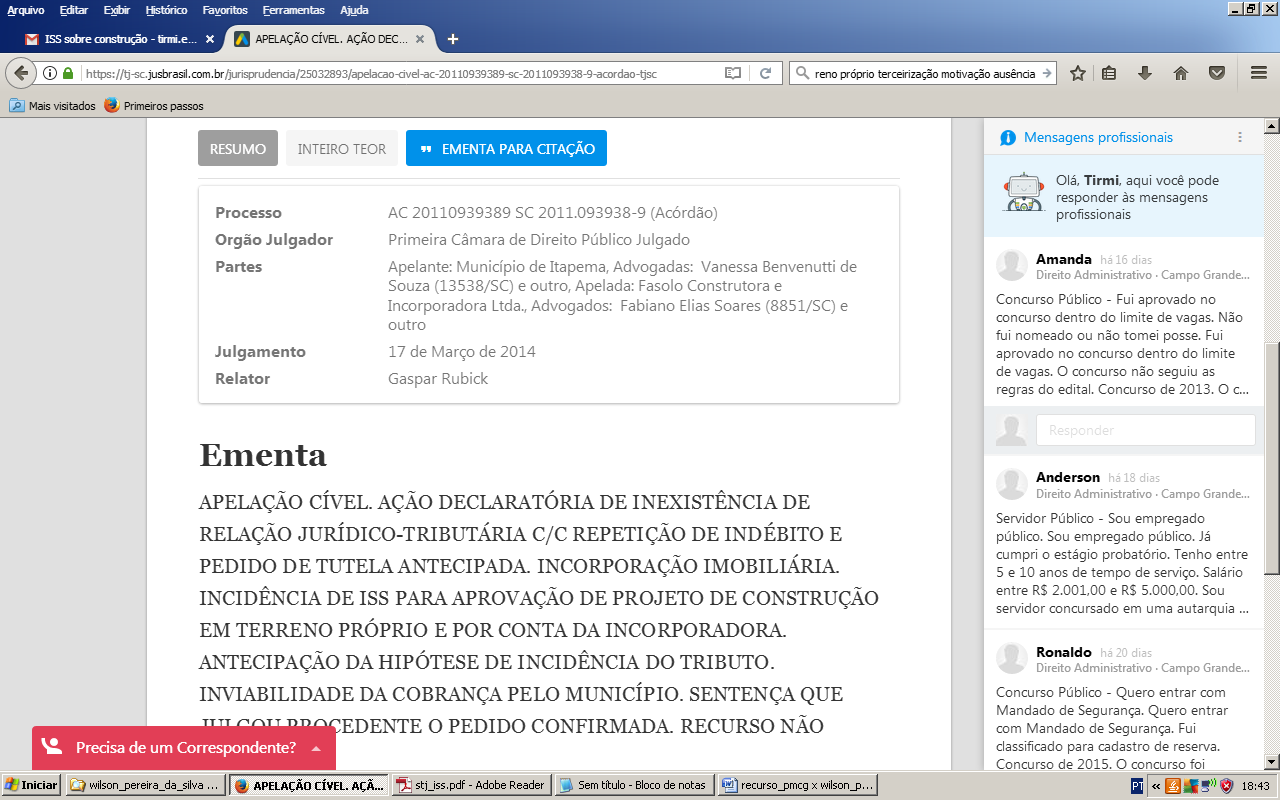 Arquivo Editar Exibir Histórico Favoritos Ferramentas Ajuda
ISS sobre construção - tirmi.e...
APELAÇÃO CÍVEL. AÇÃO DEC...
https://tj-sc.jusbrasil.com.br/jurisprudencia/25032893/apelacao-civel-ac-20110939389-sc-2011093938-9-acordao-tjsc
reno próprio terceirização motivação ausência
Mais visitados Primeiros passos
RESUMO INTEIRO TEOR EMENTA PARA CITAÇÃO
Processo AC 20110939389 SC 2011.093938-9 (Acórdão)
Orgão Julgador Primeira Câmara de Direito Público Julgado
Partes Apelante: Município de Itapema, Advogadas: Vanessa Benvenutti de
Souza (13538/SC) e outro, Apelada: Fasolo Construtora e
Incorporadora Ltda., Advogados: Fabiano Elias Soares (8851/SC) e
outro
Julgamento 17 de Março de 2014
Relator Gaspar Rubick
Ementa
APELAÇÃO CÍVEL. AÇÃO DECLARATÓRIA DE INEXISTÊNCIA DE
RELAÇÃO JURÍDICO-TRIBUTÁRIA C/C REPETIÇÃO DE INDÉBITO E
PEDIDO DE TUTELA ANTECIPADA. INCORPORAÇÃO IMOBILIÁRIA.
INCIDÊNCIA DE ISS PARA APROVAÇÃO DE PROJETO DE CONSTRUÇÃO
EM TERRENO PRÓPRIO E POR CONTA DA INCORPORADORA.
ANTECIPAÇÃO DA HIPÓTESE DE INCIDÊNCIA DO TRIBUTO.
INVIABILIDADE DA COBRANÇA PELO MUNICÍPIO. SENTENÇA QUE
JULGOU PROCEDENTE O PEDIDO CONFIRMADA. RECURSO NÃO
Precisa de um Correspondente?
Mensagens profissionais
Olá, Tirmi, aqui você pode
responder às mensagens
profissionais
Amanda há 16 dias
Direito Administrativo · Campo Grande...
Concurso Público - Fui aprovado no
concurso dentro do limite de vagas. Não
fui nomeado ou não tomei posse. Fui
aprovado no concurso dentro do limite
de vagas. O concurso não seguiu as
regras do edital. Concurso de 2013. O c...
Responder
Anderson há 18 dias
Direito Administrativo · Campo Grande...
Servidor Público - Sou empregado
público. Sou empregado público. Já
cumpri o estágio probatório. Tenho entre
5 e 10 anos de tempo de serviço. Salário
entre R$ 2.001,00 e R$ 5.000,00. Sou
servidor concursado em uma autarquia ...
Ronaldo há 20 dias
Direito Administrativo · Campo Grande...
Concurso Público - Quero entrar com
Mandado de Segurança. Quero entrar
com Mandado de Segurança. Fui
classificado para cadastro de reserva.
Concurso de 2015. O concurso foi
Iniciar wilson_pereira_da_silva ... APELAÇÃO CÍVEL. AÇÃ... stj_iss.pdf - Adobe Reader Sem título - Bloco de notas recurso_pmcg x wilson_p... PT « 18:43